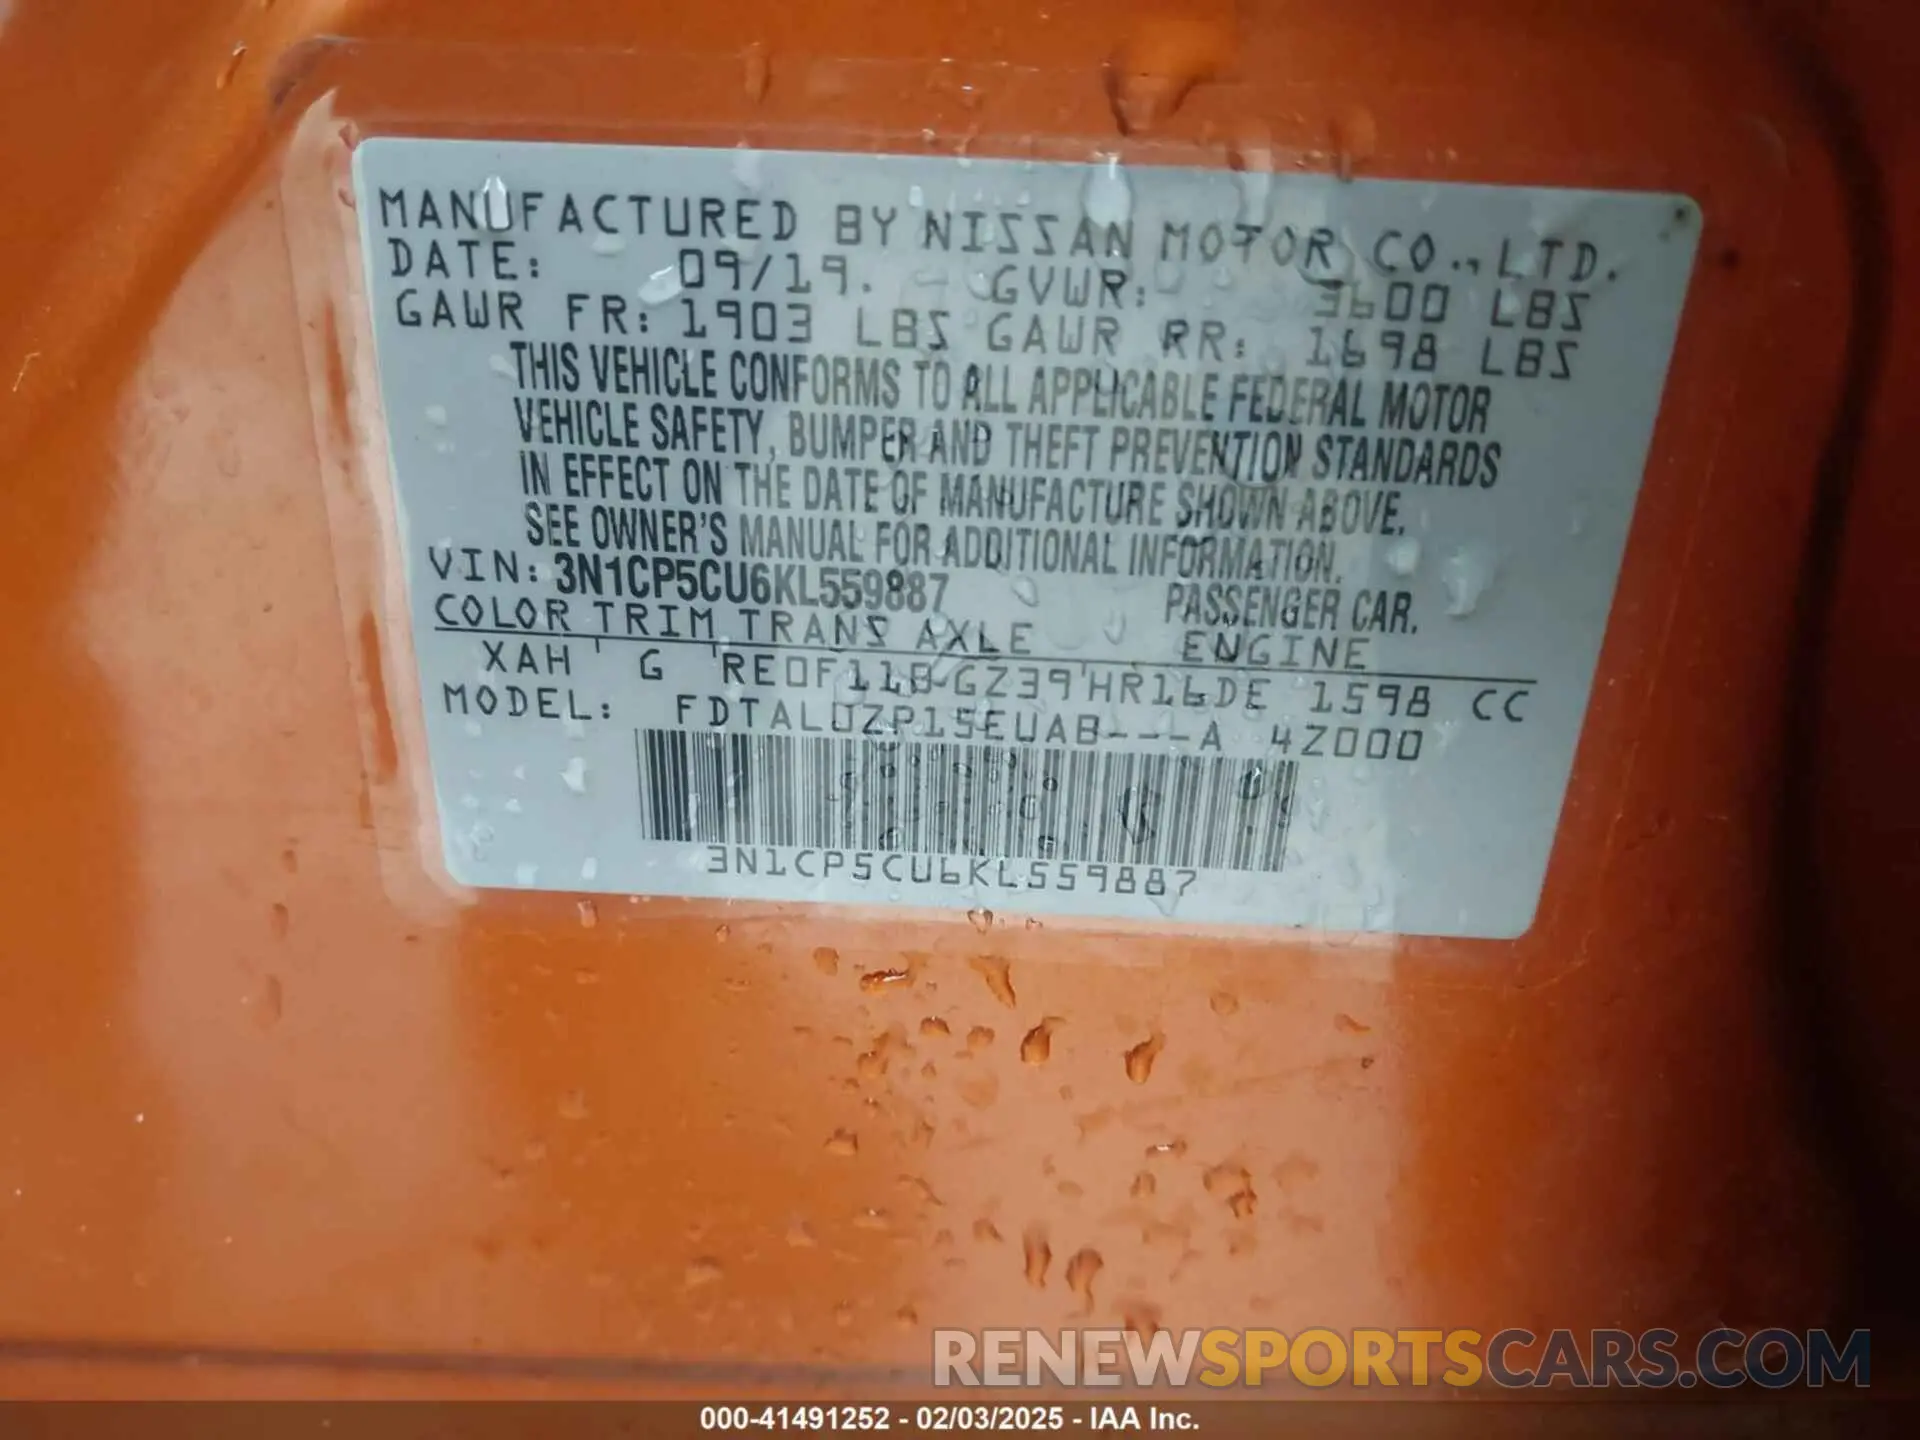 MANUFACTURED BY NISSAN MOTOR CO., LTD.
DATE: 09/19. GVWR: 3600 LBS
GAWR FR: 1903 LBS GAWR RR: 1698 LBS
THIS VEHICLE CONFORMS TO ALL APPLICABLE FEDERAL MOTOR
VEHICLE SAFETY, BUMPER AND THEFT PREVENTION STANDARDS
IN EFFECT ON THE DATE OF MANUFACTURE SHOWN ABOVE.
SEE OWNER'S MANUAL FOR ADDITIONAL INFORMATION.
VIN: 3N1CP5CU6KL559887 PASSENGER CAR.
COLOR TRIM TRANS AXLE ENGINE
XAH G RE0F11B GZ39 HR16DE 1598 CC
MODEL: FDTALUZP15EUAB---A 4Z000
3N1CP5CU6KL559887
RENEWSPORTSCARS.COM
000-41491252 - 02/03/2025 - IAA Inc.